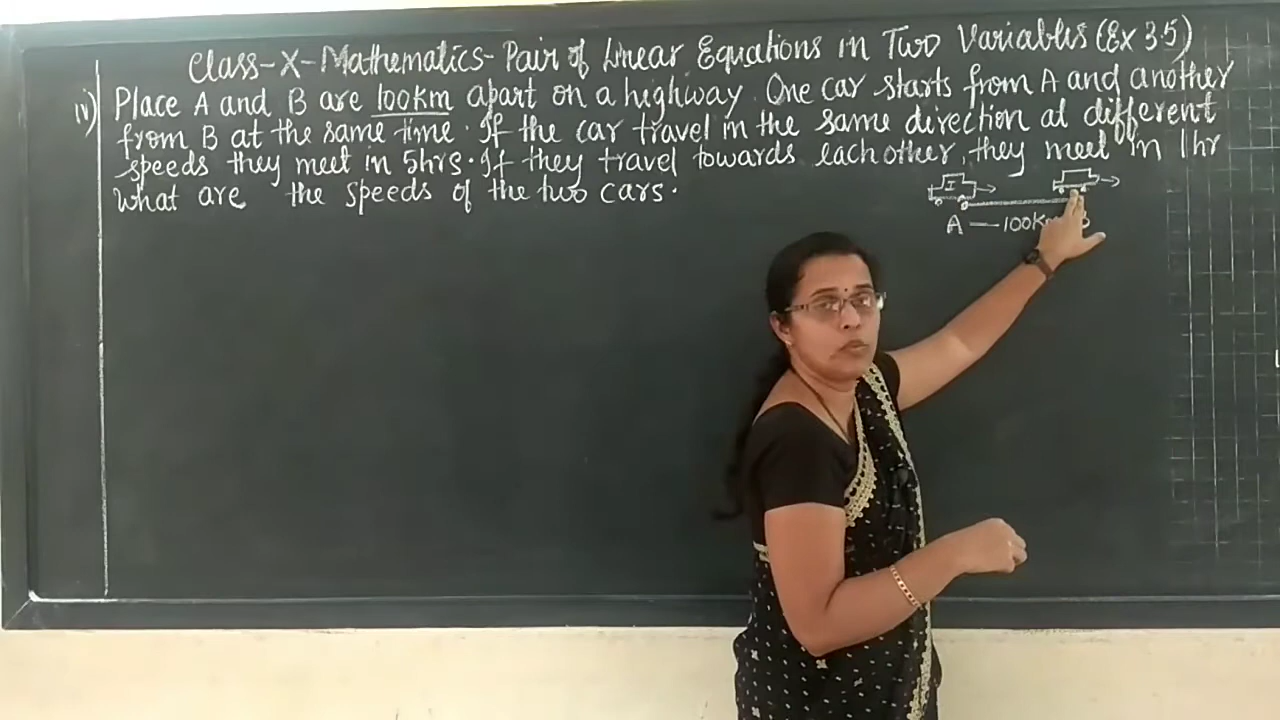 Class-X-Mathematics-Pair of Linear Equations in Two Variables (Ex 3.5)
iv) Place A and B are 100km apart on a highway. One car starts from A and another
from B at the same time. If the car travel in the same direction at different
speeds they meet in 5hrs. If they travel towards each other, they meet in 1hr
what are the speeds of the two cars.
I
A — 100K B